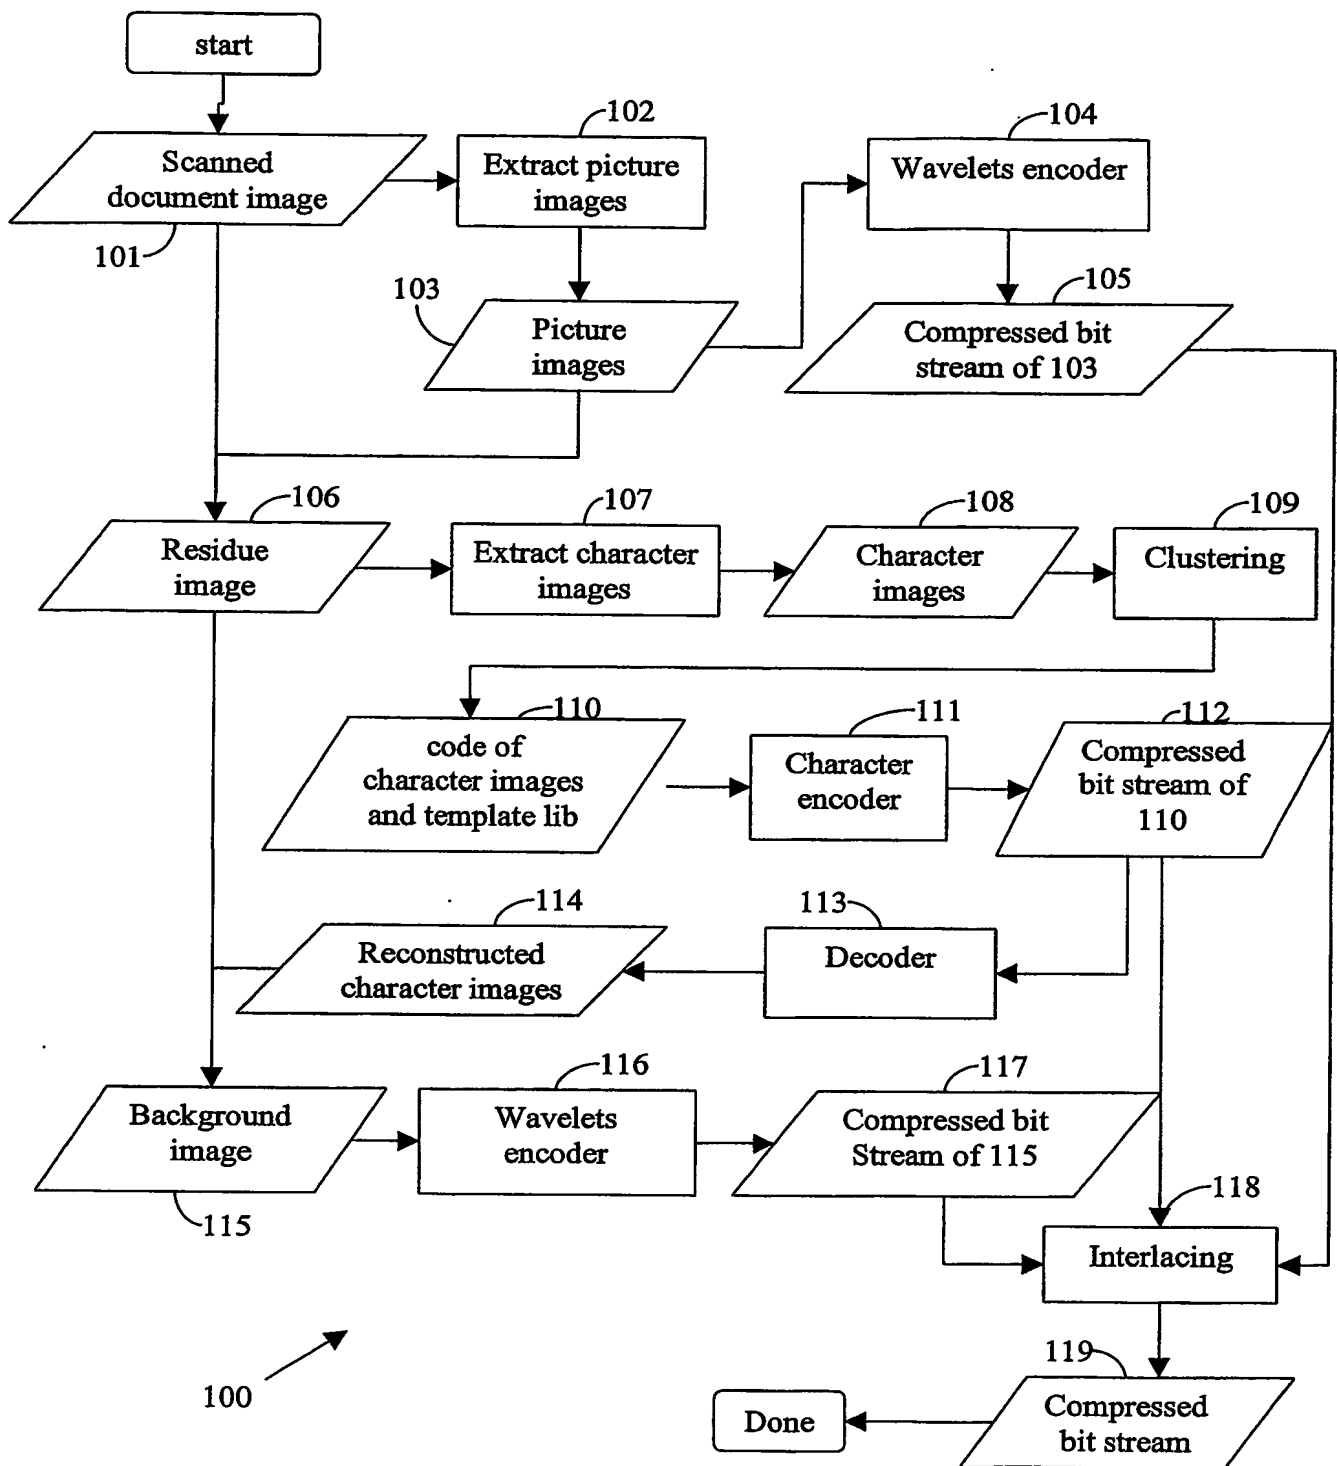 start
102
104
Scanned
document image
Extract picture
images
Wavelets encoder
101
103
105
Picture
images
Compressed bit
stream of 103
106
107
108
109
Residue
image
Extract character
images
Character
images
Clustering
110
111
112
code of
character images
and template lib
Character
encoder
Compressed
bit stream of
110
114
113
Reconstructed
character images
Decoder
116
117
Background
image
Wavelets
encoder
Compressed bit
Stream of 115
115
118
Interlacing
119
100
Done
Compressed
bit stream